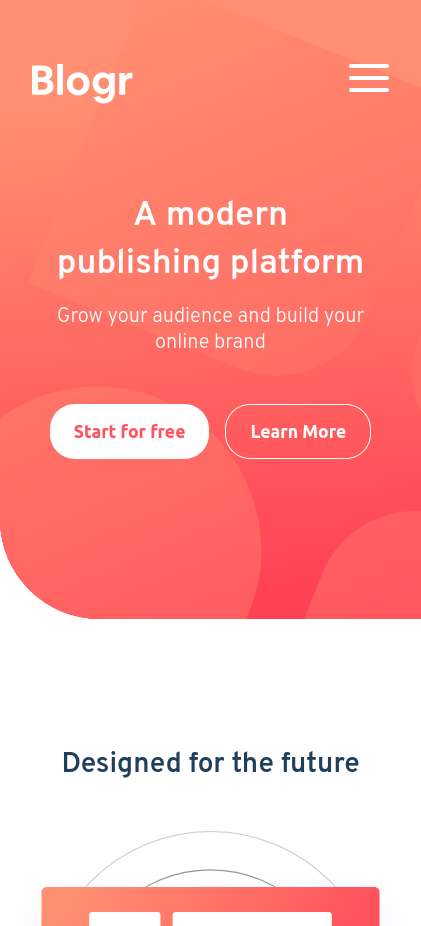 Blogr
A modern
publishing platform
Grow your audience and build your
online brand
Start for free
Learn More
Designed for the future